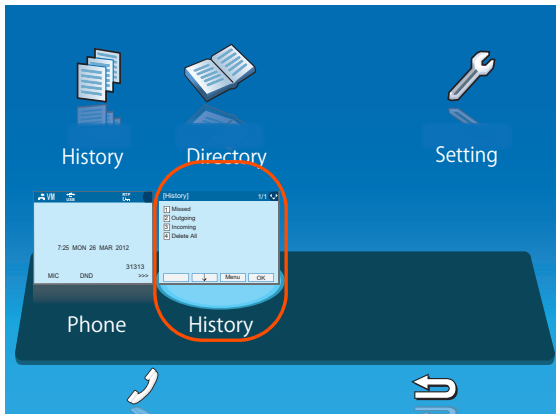 History
Directory
Setting
VM
USB
RTP
7:25 MON 26 MAR 2012
31313
MIC DND >>>
[History] 1/1
1 Missed
2 Outgoing
3 Incoming
4 Delete All
↓ Menu OK
Phone
History